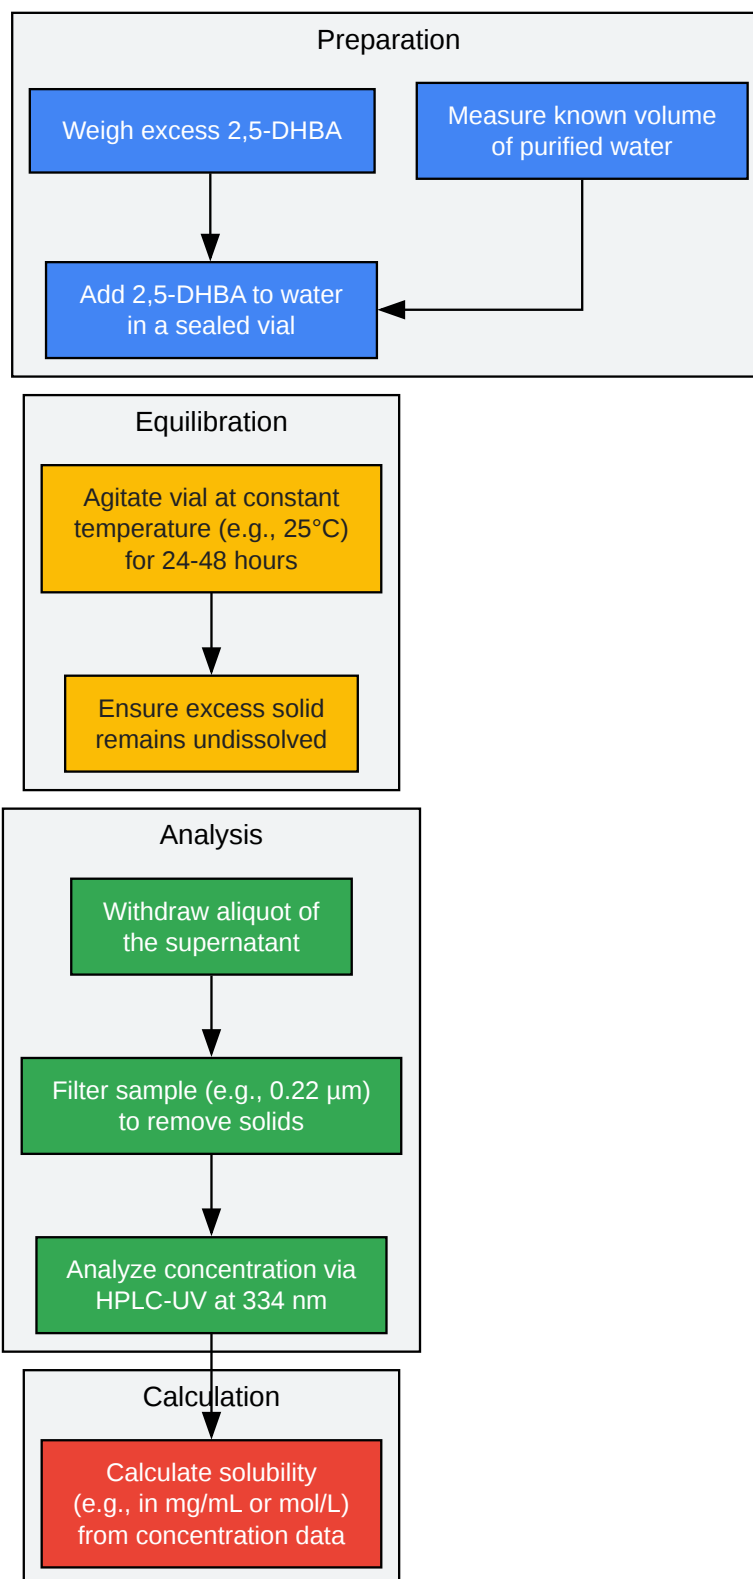 Preparation
Weigh excess 2,5-DHBA
Measure known volume
of purified water
Add 2,5-DHBA to water
in a sealed vial
Equilibration
Agitate vial at constant
temperature (e.g., 25°C)
for 24-48 hours
Ensure excess solid
remains undissolved
Analysis
Withdraw aliquot of
the supernatant
Filter sample (e.g., 0.22 µm)
to remove solids
Analyze concentration via
HPLC-UV at 334 nm
Calculation
Calculate solubility
(e.g., in mg/mL or mol/L)
from concentration data